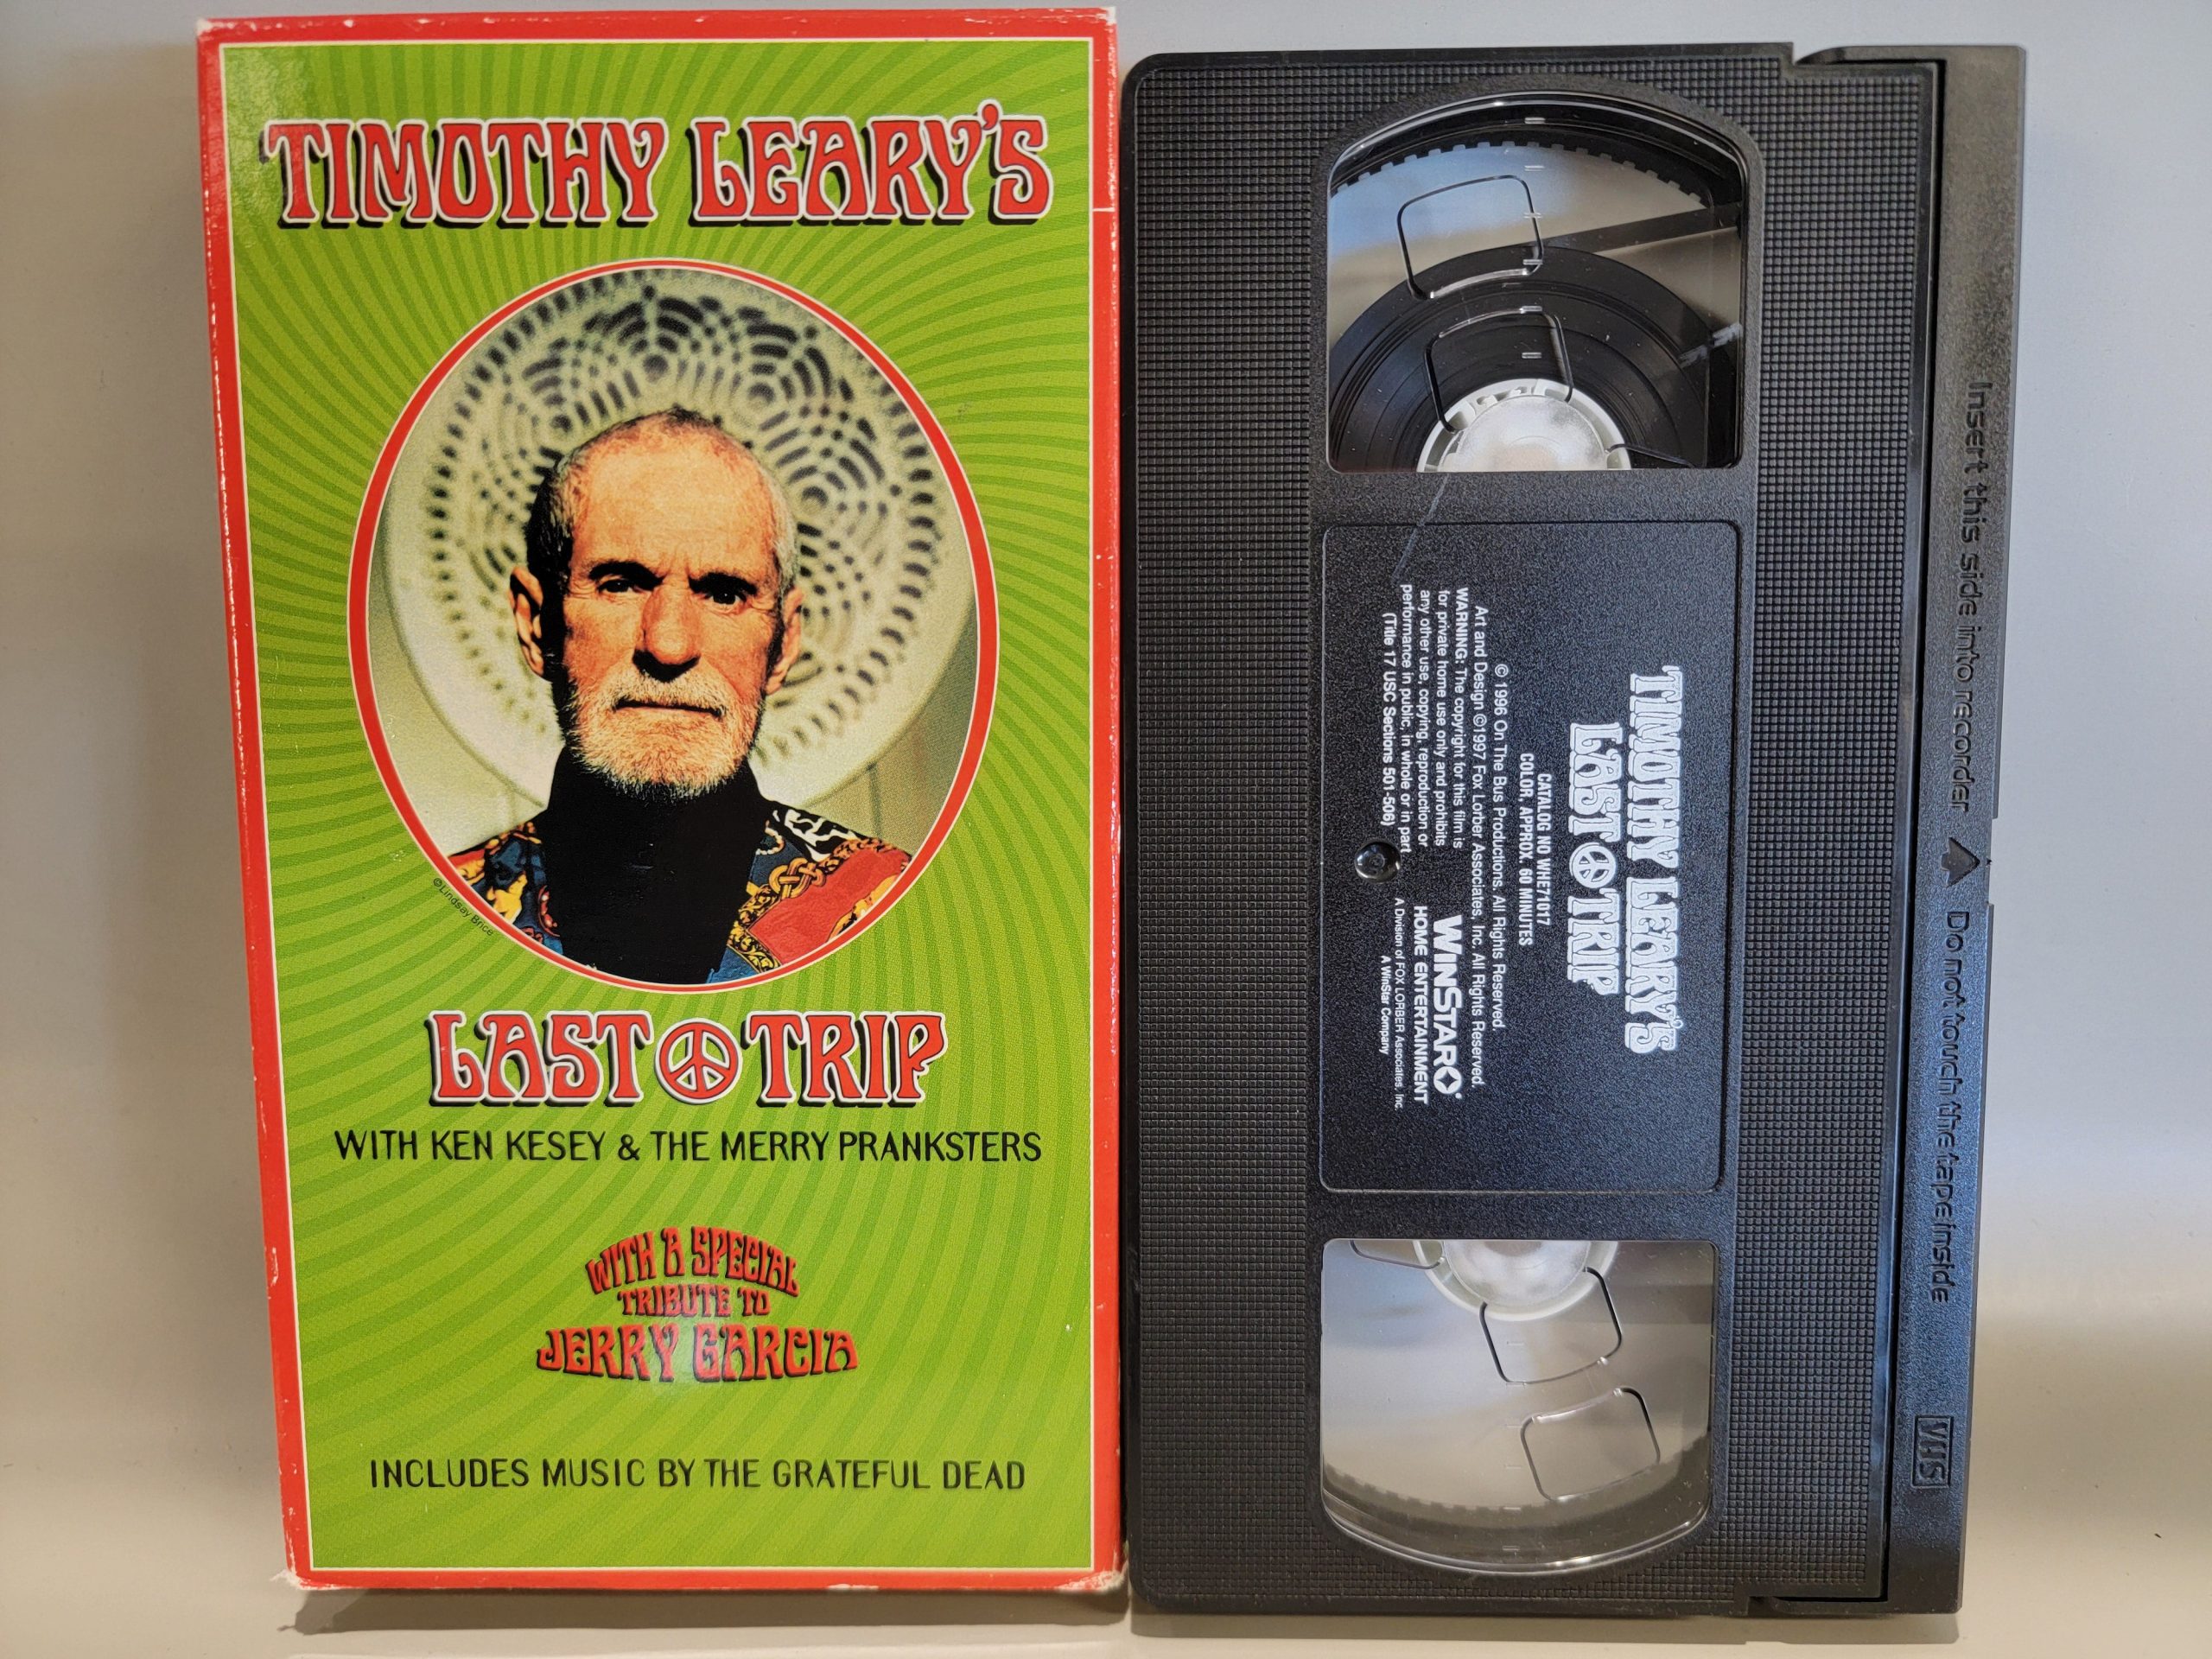 TIMOTHY LEARY'S
©Lindsay Brice
LAST TRIP
WITH KEN KESEY & THE MERRY PRANKSTERS
WITH A SPECIAL
TRIBUTE TO
JERRY GARCIA
INCLUDES MUSIC BY THE GRATEFUL DEAD
TIMOTHY LEARY'S
LAST TRIP
CATALOG NO WHE71017
COLOR, APPROX. 60 MINUTES
© 1996 On The Bus Productions. All Rights Reserved.
Art and Design ©1997 Fox Lorber Associates, Inc. All Rights Reserved.
WARNING: The copyright for this film is
for private home use only and prohibits
any other use, copying, reproduction or
performance in public, in whole or in part
(Title 17 USC Sections 501-506)
WINSTAR
HOME ENTERTAINMENT
A Division of FOX LORBER Associates, Inc.
A WinStar Company
Insert this side into recorder
Do not touch the tape inside
VHS